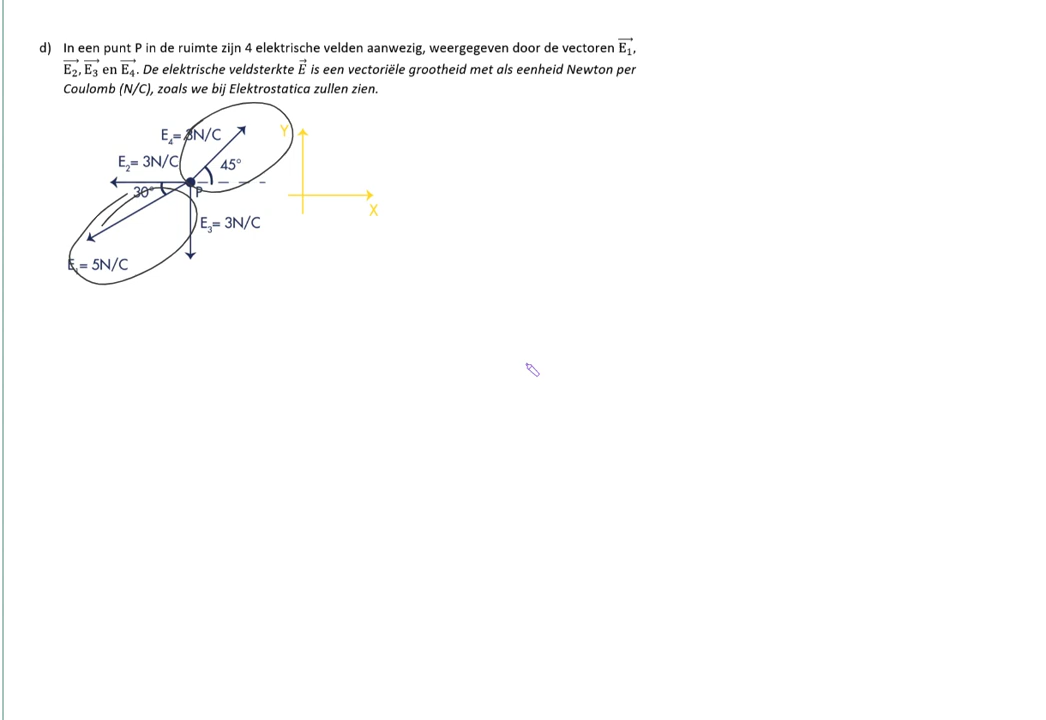 d) In een punt P in de ruimte zijn 4 elektrische velden aanwezig, weergegeven door de vectoren E₁,
E₂, E₃ en E₄. De elektrische veldsterkte E is een vectoriële grootheid met als eenheid Newton per
Coulomb (N/C), zoals we bij Elektrostatica zullen zien.
E₄= N/C
Y
E₂= 3N/C
45°
30°
P
X
E₃= 3N/C
= 5N/C